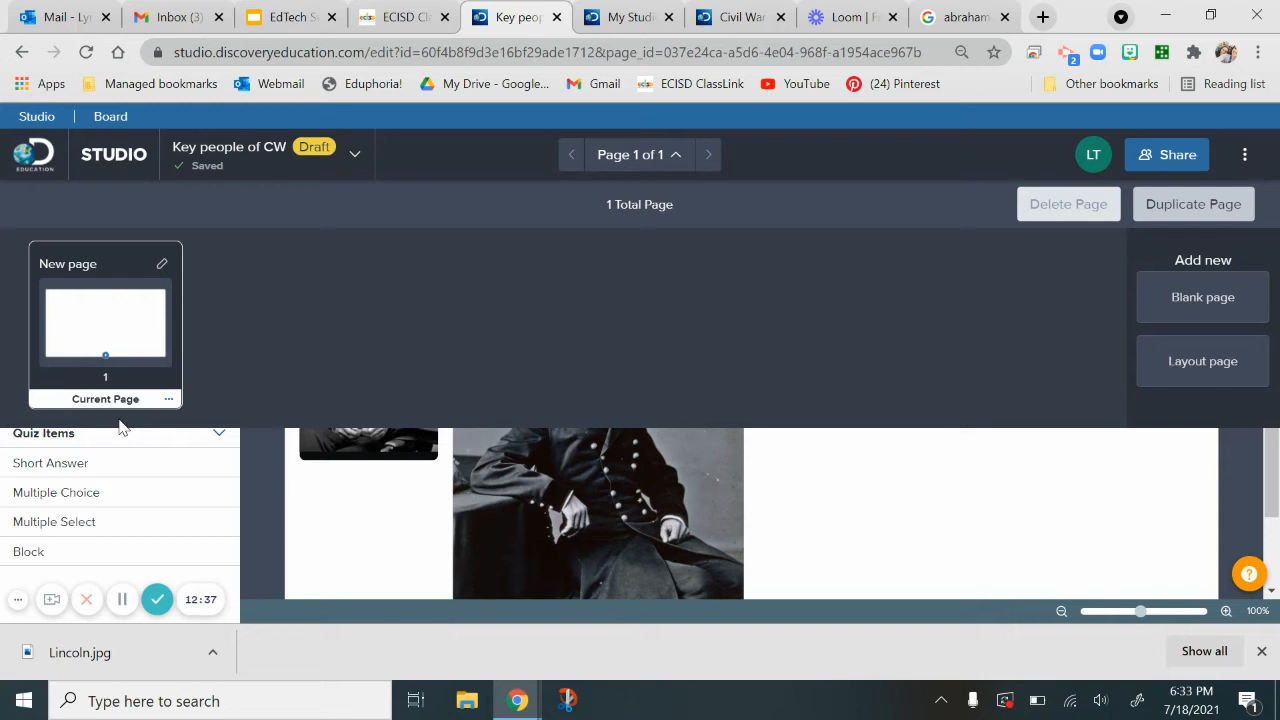 Mail - Ly
Inbox (3)
EdTech S
ECISD Cl
Key peo
My Studi
Civil War
Loom | F
abraham
studio.discoveryeducation.com/edit?id=60f4b8f9d3e16bf29ade1712&page_id=037e24ca-a5d6-4e04-968f-a1954ace967b
2
Apps
Managed bookmarks
Webmail
Eduphoria!
My Drive - Google...
Gmail
ECISD ClassLink
YouTube
(24) Pinterest
Other bookmarks
Reading list
Studio
Board
EDUCATION
STUDIO
Key people of CW
Draft
Saved
Page 1 of 1
LT
Share
1 Total Page
Delete Page
Duplicate Page
New page
1
Current Page
Add new
Blank page
Layout page
Quiz Items
Short Answer
Multiple Choice
Multiple Select
Block
12:37
100%
Lincoln.jpg
Show all
Type here to search
6:33 PM
7/18/2021
1